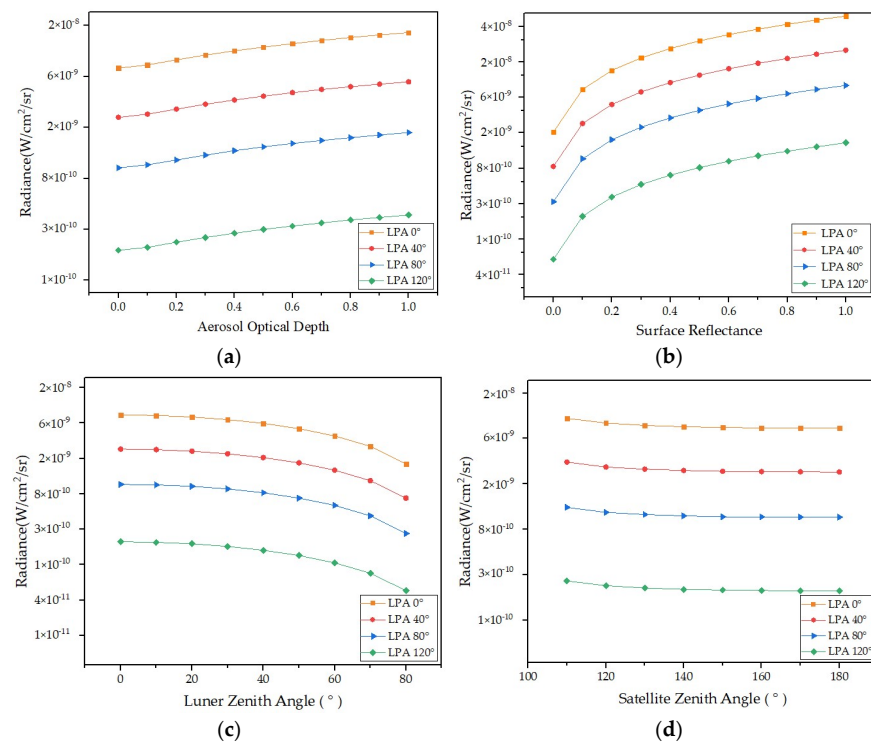 2×10⁻⁸
6×10⁻⁹
2×10⁻⁹
8×10⁻¹⁰
3×10⁻¹⁰
1×10⁻¹⁰
Radiance(W/cm²/sr)
LPA 0°
LPA 40°
LPA 80°
LPA 120°
0.0 0.2 0.4 0.6 0.8 1.0
Aerosol Optical Depth
(a)
4×10⁻⁸
2×10⁻⁸
6×10⁻⁹
2×10⁻⁹
8×10⁻¹⁰
3×10⁻¹⁰
1×10⁻¹⁰
4×10⁻¹¹
Radiance(W/cm²/sr)
LPA 0°
LPA 40°
LPA 80°
LPA 120°
0.0 0.2 0.4 0.6 0.8 1.0
Surface Reflectance
(b)
2×10⁻⁸
6×10⁻⁹
2×10⁻⁹
8×10⁻¹⁰
3×10⁻¹⁰
1×10⁻¹⁰
4×10⁻¹¹
1×10⁻¹¹
Radiance(W/cm²/sr)
LPA 0°
LPA 40°
LPA 80°
LPA 120°
0 20 40 60 80
Luner Zenith Angle ( ° )
(c)
2×10⁻⁸
6×10⁻⁹
2×10⁻⁹
8×10⁻¹⁰
3×10⁻¹⁰
1×10⁻¹⁰
Radiance(W/cm²/sr)
LPA 0°
LPA 40°
LPA 80°
LPA 120°
100 120 140 160 180
Satellite Zenith Angle ( ° )
(d)